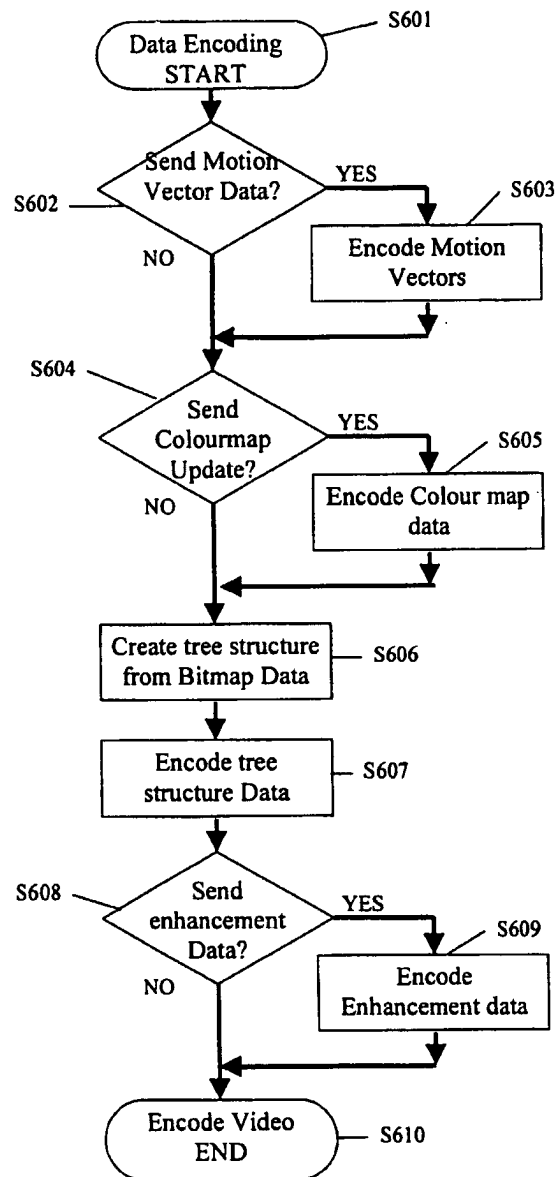 S601
Data Encoding
START
Send Motion
Vector Data?
YES
S602
S603
NO
Encode Motion
Vectors
S604
Send
Colourmap
Update?
YES
S605
NO
Encode Colour map
data
Create tree structure
from Bitmap Data
S606
Encode tree
structure Data
S607
S608
Send
enhancement
Data?
YES
S609
NO
Encode
Enhancement data
Encode Video
END
S610